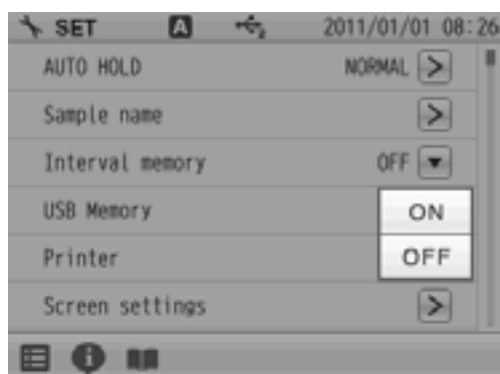 SET A 2011/01/01 08:26
AUTO HOLD NORMAL >
Sample name >
Interval memory OFF ▼
USB Memory ON
Printer OFF
Screen settings >